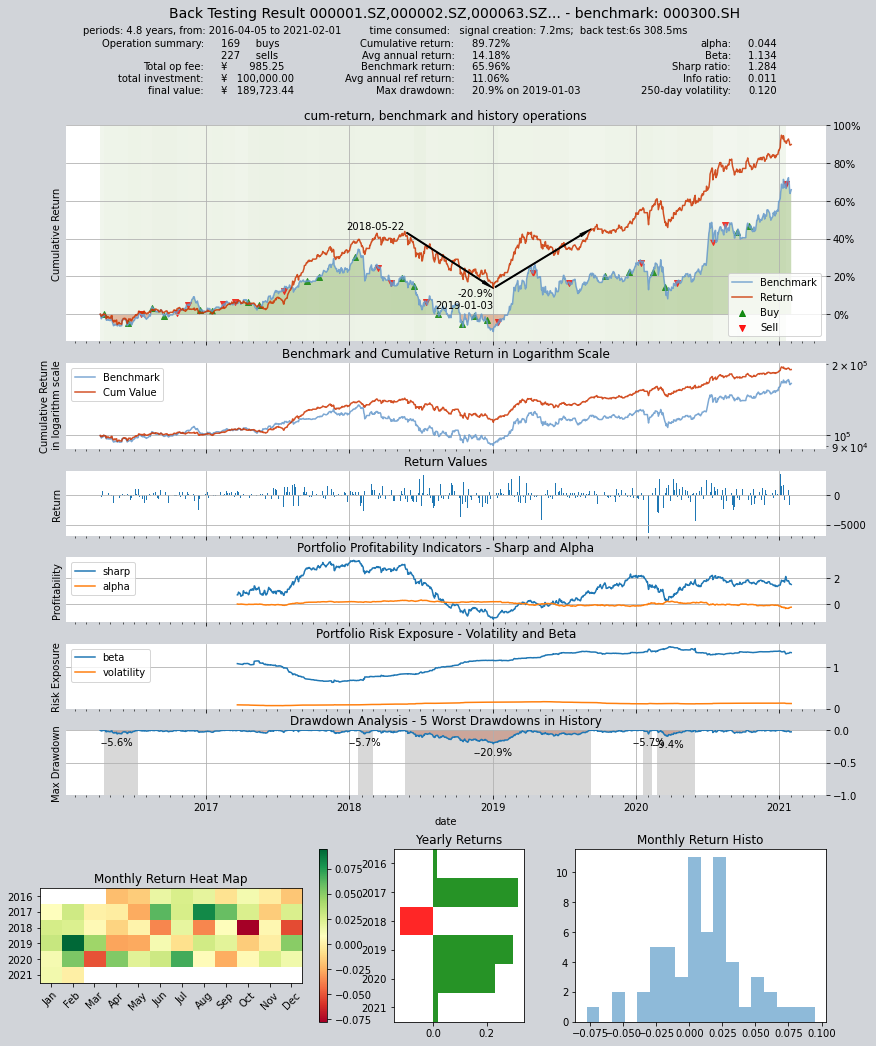 Back Testing Result 000001.SZ,000002.SZ,000063.SZ... - benchmark: 000300.SH
periods: 4.8 years, from: 2016-04-05 to 2021-02-01 time consumed: signal creation: 7.2ms; back test:6s 308.5ms
Operation summary: 169 buys Cumulative return: 89.72% alpha: 0.044
227 sells Avg annual return: 14.18% Beta: 1.134
Total op fee: ¥ 985.25 Benchmark return: 65.96% Sharp ratio: 1.284
total investment: ¥ 100,000.00 Avg annual ref return: 11.06% Info ratio: 0.011
final value: ¥ 189,723.44 Max drawdown: 20.9% on 2019-01-03 250-day volatility: 0.120
cum-return, benchmark and history operations
Cumulative Return
100%
80%
60%
40%
20%
0%
2018-05-22
-20.9%
2019-01-03
Benchmark
Return
Buy
Sell
Benchmark and Cumulative Return in Logarithm Scale
Cumulative Return
in logarithm scale
Benchmark
Cum Value
2×10⁵
10⁵
9×10⁴
Return Values
Return
0
−5000
Portfolio Profitability Indicators - Sharp and Alpha
Profitability
sharp
alpha
2
0
Portfolio Risk Exposure - Volatility and Beta
Risk Exposure
beta
volatility
1
0
Drawdown Analysis - 5 Worst Drawdowns in History
Max Drawdown
−5.6%
−5.7%
−20.9%
−5.7%
−9.4%
0.0
−0.5
−1.0
2017 2018 2019 2020 2021
date
Monthly Return Heat Map
2016
2017
2018
2019
2020
2021
Jan Feb Mar Apr May Jun Jul Aug Sep Oct Nov Dec
0.075
0.050
0.025
0.000
−0.025
−0.050
−0.075
Yearly Returns
2016
2017
2018
2019
2020
2021
0.0 0.2
Monthly Return Histo
10
8
6
4
2
0
−0.075 −0.050 −0.025 0.000 0.025 0.050 0.075 0.100